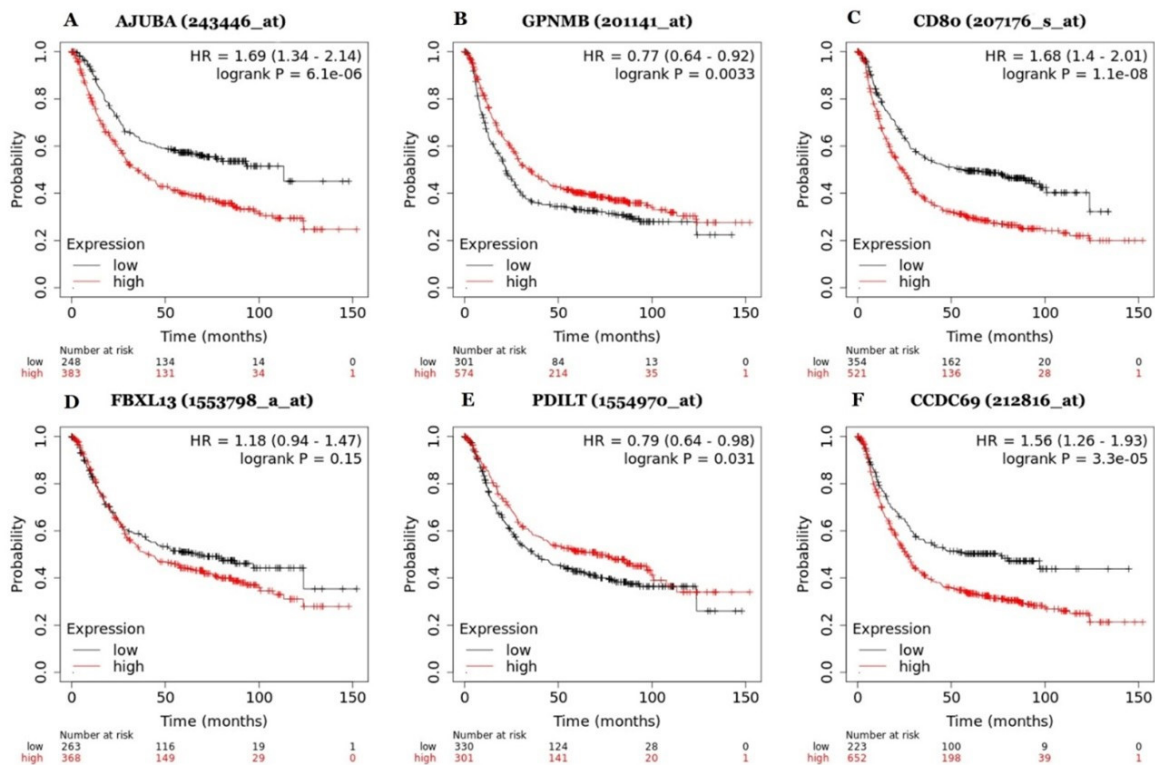 A AJUBA (243446_at)
HR = 1.69 (1.34 - 2.14)
logrank P = 6.1e-06
Probability
1.0
0.8
0.6
0.4
0.2
0.0
Expression
low
high
0 50 100 150
Time (months)
Number at risk
low 248 134 14 0
high 383 131 34 1
B GPNMB (201141_at)
HR = 0.77 (0.64 - 0.92)
logrank P = 0.0033
Probability
1.0
0.8
0.6
0.4
0.2
0.0
Expression
low
high
0 50 100 150
Time (months)
Number at risk
low 301 84 13 0
high 574 214 35 1
C CD80 (207176_s_at)
HR = 1.68 (1.4 - 2.01)
logrank P = 1.1e-08
Probability
1.0
0.8
0.6
0.4
0.2
0.0
Expression
low
high
0 50 100 150
Time (months)
Number at risk
low 354 162 20 0
high 521 136 28 1
D FBXL13 (1553798_a_at)
HR = 1.18 (0.94 - 1.47)
logrank P = 0.15
Probability
1.0
0.8
0.6
0.4
0.2
0.0
Expression
low
high
0 50 100 150
Time (months)
Number at risk
low 263 116 19 1
high 368 149 29 0
E PDILT (1554970_at)
HR = 0.79 (0.64 - 0.98)
logrank P = 0.031
Probability
1.0
0.8
0.6
0.4
0.2
0.0
Expression
low
high
0 50 100 150
Time (months)
Number at risk
low 330 124 28 0
high 301 141 20 1
F CCDC69 (212816_at)
HR = 1.56 (1.26 - 1.93)
logrank P = 3.3e-05
Probability
1.0
0.8
0.6
0.4
0.2
0.0
Expression
low
high
0 50 100 150
Time (months)
Number at risk
low 223 100 9 0
high 652 198 39 1